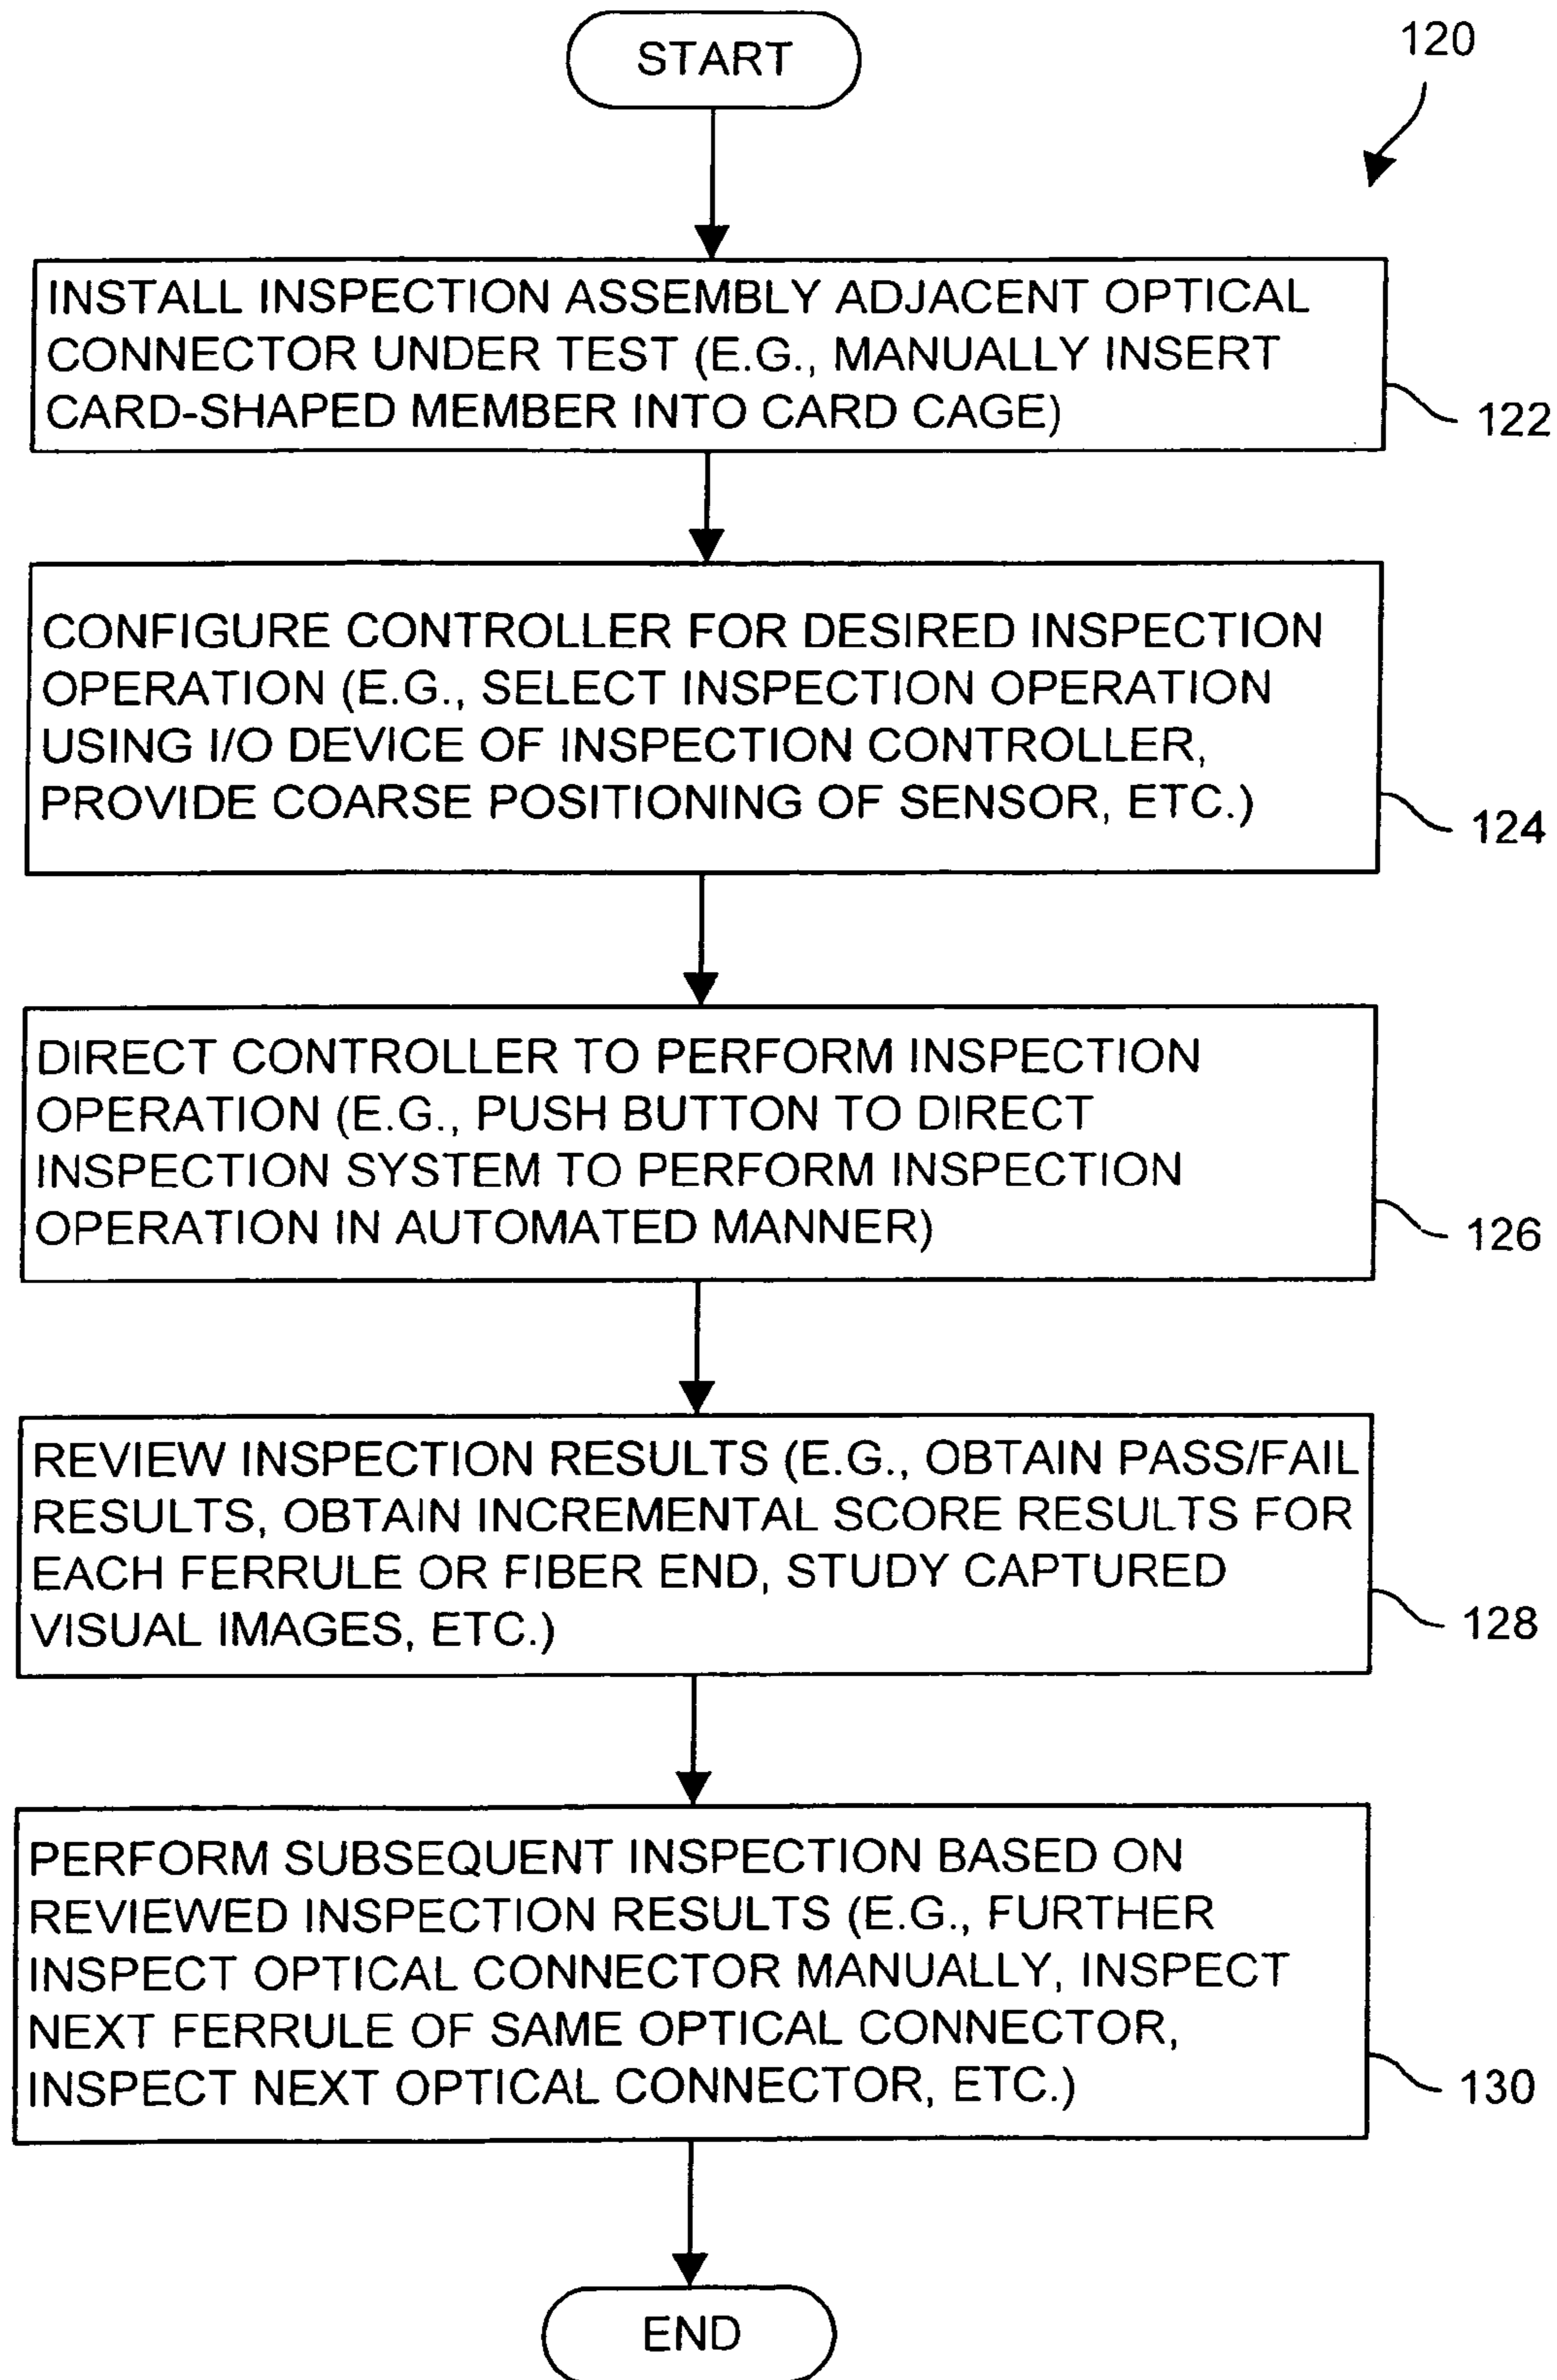 START
120
INSTALL INSPECTION ASSEMBLY ADJACENT OPTICAL
CONNECTOR UNDER TEST (E.G., MANUALLY INSERT
CARD-SHAPED MEMBER INTO CARD CAGE)
122
CONFIGURE CONTROLLER FOR DESIRED INSPECTION
OPERATION (E.G., SELECT INSPECTION OPERATION
USING I/O DEVICE OF INSPECTION CONTROLLER,
PROVIDE COARSE POSITIONING OF SENSOR, ETC.)
124
DIRECT CONTROLLER TO PERFORM INSPECTION
OPERATION (E.G., PUSH BUTTON TO DIRECT
INSPECTION SYSTEM TO PERFORM INSPECTION
OPERATION IN AUTOMATED MANNER)
126
REVIEW INSPECTION RESULTS (E.G., OBTAIN PASS/FAIL
RESULTS, OBTAIN INCREMENTAL SCORE RESULTS FOR
EACH FERRULE OR FIBER END, STUDY CAPTURED
VISUAL IMAGES, ETC.)
128
PERFORM SUBSEQUENT INSPECTION BASED ON
REVIEWED INSPECTION RESULTS (E.G., FURTHER
INSPECT OPTICAL CONNECTOR MANUALLY, INSPECT
NEXT FERRULE OF SAME OPTICAL CONNECTOR,
INSPECT NEXT OPTICAL CONNECTOR, ETC.)
130
END